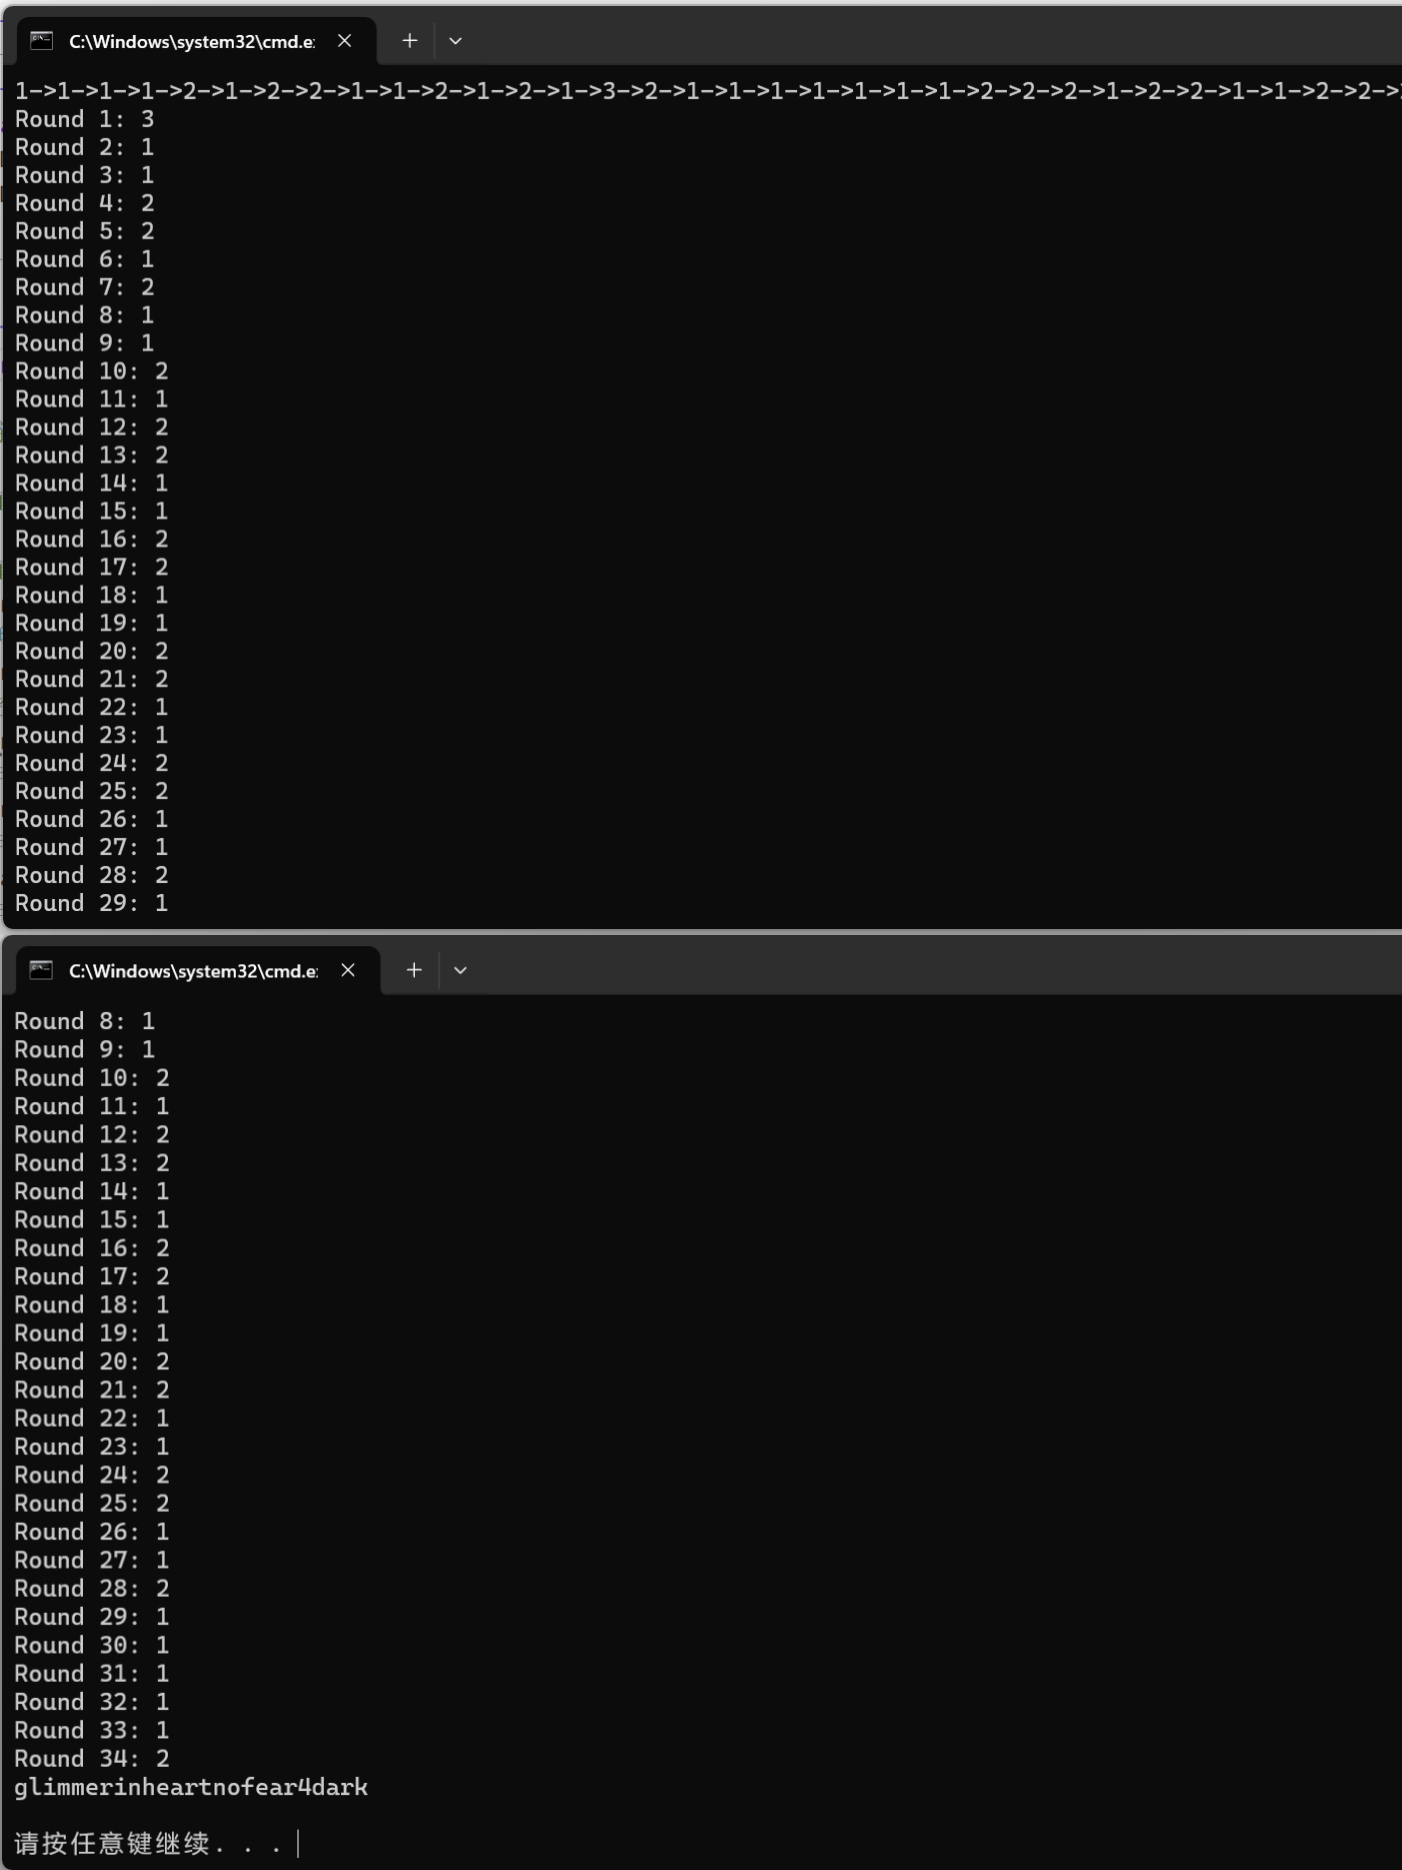 C:\Windows\system32\cmd.e
1->1->1->1->2->1->2->2->1->1->2->1->2->1->3->2->1->1->1->1->1->1->1->2->2->2->1->2->2->1->1->2->2->
Round 1: 3
Round 2: 1
Round 3: 1
Round 4: 2
Round 5: 2
Round 6: 1
Round 7: 2
Round 8: 1
Round 9: 1
Round 10: 2
Round 11: 1
Round 12: 2
Round 13: 2
Round 14: 1
Round 15: 1
Round 16: 2
Round 17: 2
Round 18: 1
Round 19: 1
Round 20: 2
Round 21: 2
Round 22: 1
Round 23: 1
Round 24: 2
Round 25: 2
Round 26: 1
Round 27: 1
Round 28: 2
Round 29: 1
C:\Windows\system32\cmd.e
Round 8: 1
Round 9: 1
Round 10: 2
Round 11: 1
Round 12: 2
Round 13: 2
Round 14: 1
Round 15: 1
Round 16: 2
Round 17: 2
Round 18: 1
Round 19: 1
Round 20: 2
Round 21: 2
Round 22: 1
Round 23: 1
Round 24: 2
Round 25: 2
Round 26: 1
Round 27: 1
Round 28: 2
Round 29: 1
Round 30: 1
Round 31: 1
Round 32: 1
Round 33: 1
Round 34: 2
glimmerinheartnofear4dark
请按任意键继续. . .